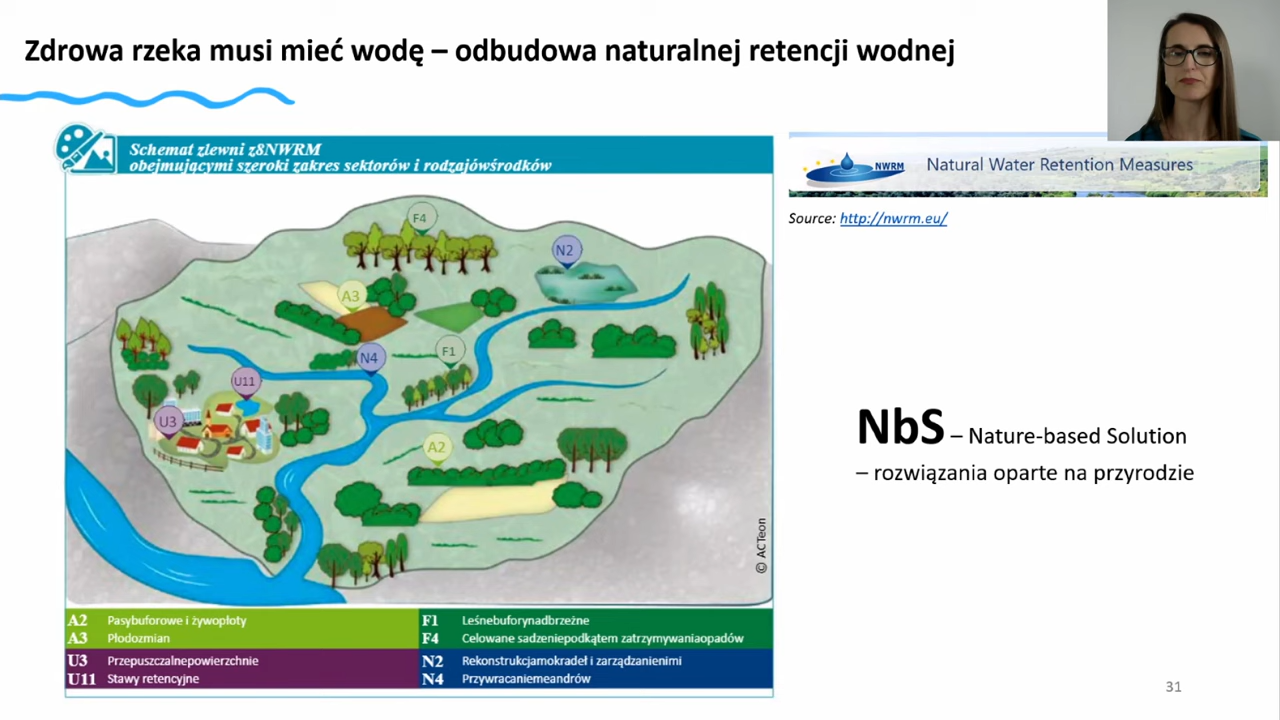 Zdrowa rzeka musi mieć wodę – odbudowa naturalnej retencji wodnej
Schemat zlewni z8NWRM
obejmującymi szeroki zakres sektorów i rodzajówśrodków
F4
N2
A3
N4
F1
U11
U3
A2
© ACTeon
A2 Pasybuforowe i żywopłoty
A3 Płodozmian
U3 Przepuszczalnepowierzchnie
U11 Stawy retencyjne
F1 Leśnebuforynadbrzeżne
F4 Celowane sadzeniepodkątem zatrzymywaniaopadów
N2 Rekonstrukcjamokradeł i zarządzanienimi
N4 Przywracaniemeandrów
NWRM Natural Water Retention Measures
Source: http://nwrm.eu/
NbS – Nature-based Solution
– rozwiązania oparte na przyrodzie
31